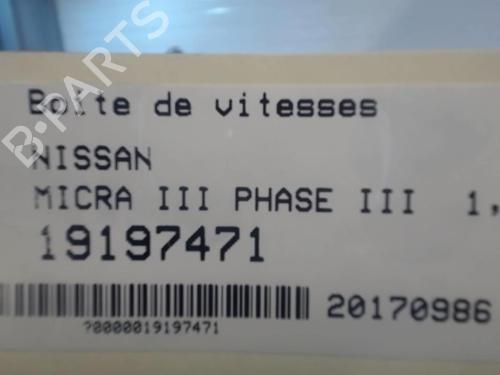 B-PARTS
Boîte de vitesses
NISSAN
MICRA III PHASE III 1,
19197471
20170986
?0000019197471